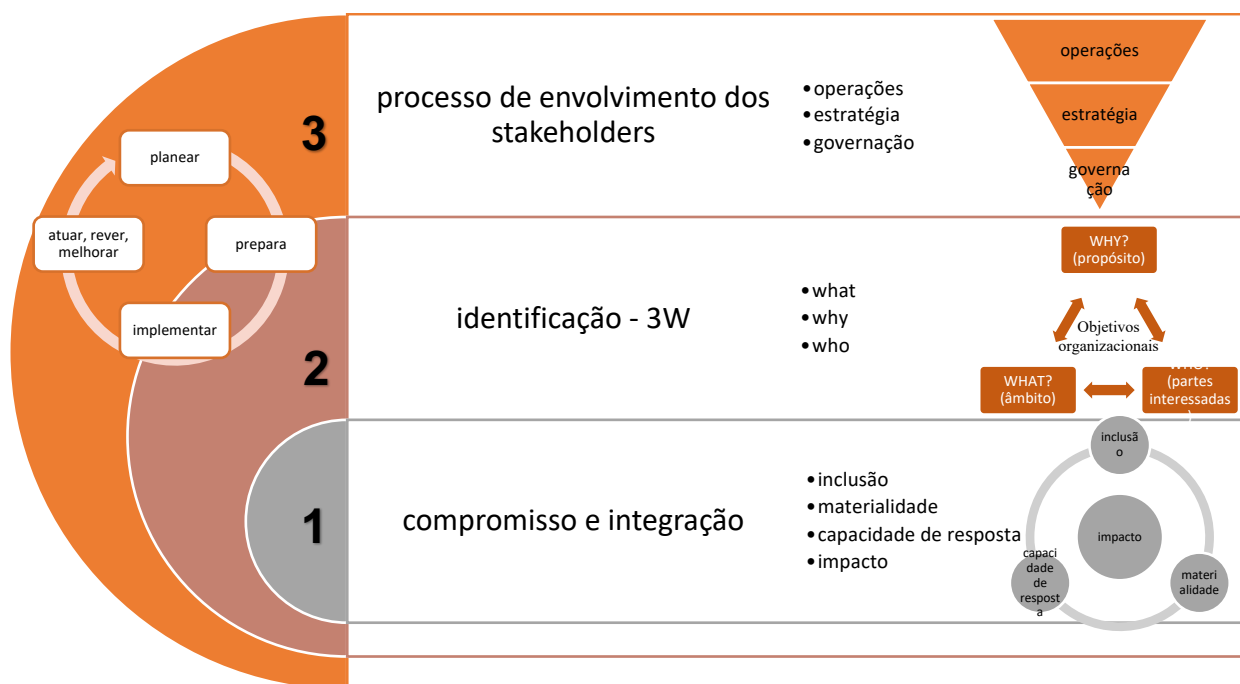 3
planear
prepara
implementar
atuar, rever,
melhorar
processo de envolvimento dos
stakeholders
•operações
•estratégia
•governação
operações
estratégia
governa
ção
2
identificação - 3W
•what
•why
•who
WHY?
(propósito)
Objetivos
organizacionais
WHAT?
(âmbito)
WHO?
(partes
interessadas
)
1
compromisso e integração
•inclusão
•materialidade
•capacidade de resposta
•impacto
inclusã
o
impacto
capaci
dade
de
respost
a
materi
alidade